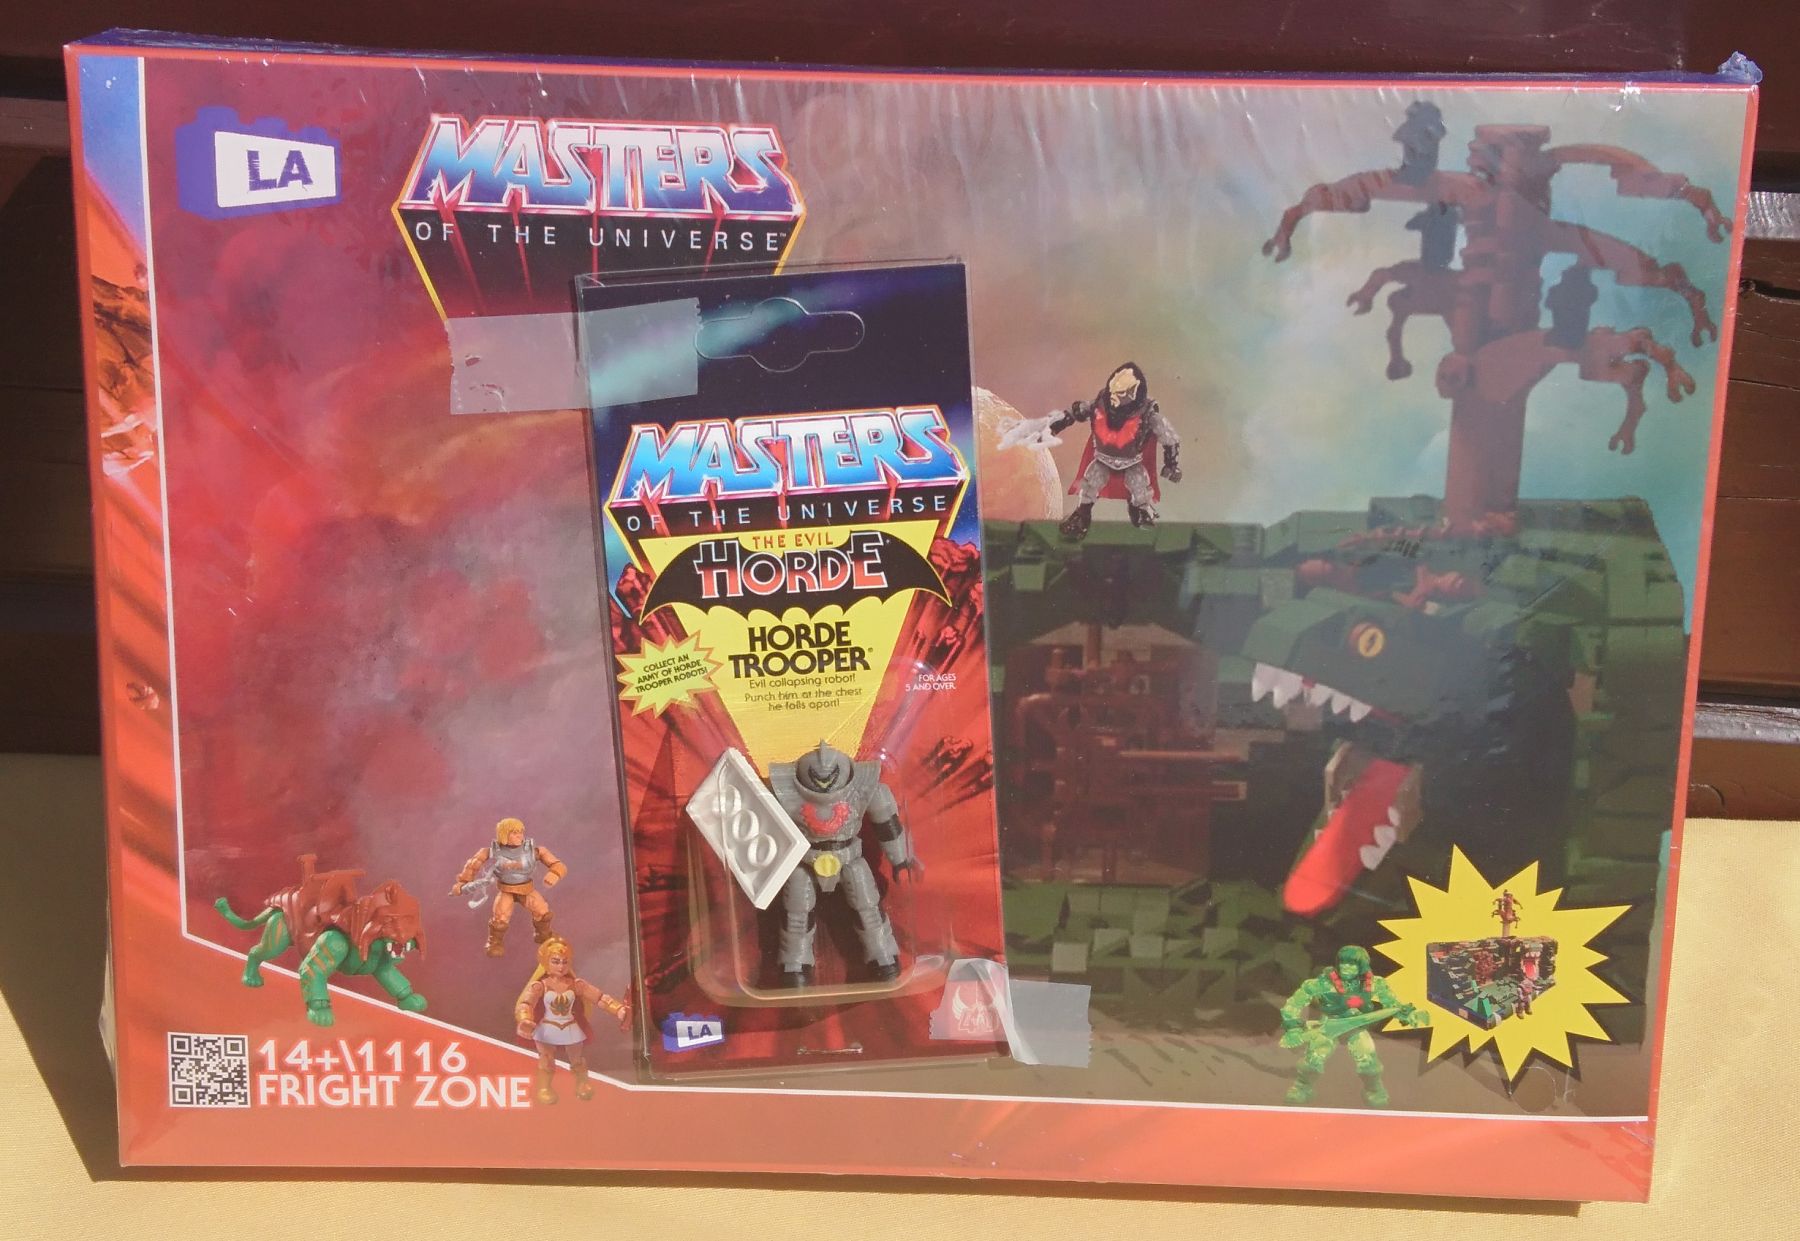 LA
MASTERS
OF THE UNIVERSE™
MASTERS
OF THE UNIVERSE
THE EVIL
HORDE
HORDE
TROOPER®
Evil collapsing robot!
Punch him at the chest
he falls apart!
COLLECT AN
ARMY OF HORDE
TROOPER ROBOTS!
FOR AGES
5 AND OVER
LA
40
14+\1116
FRIGHT ZONE